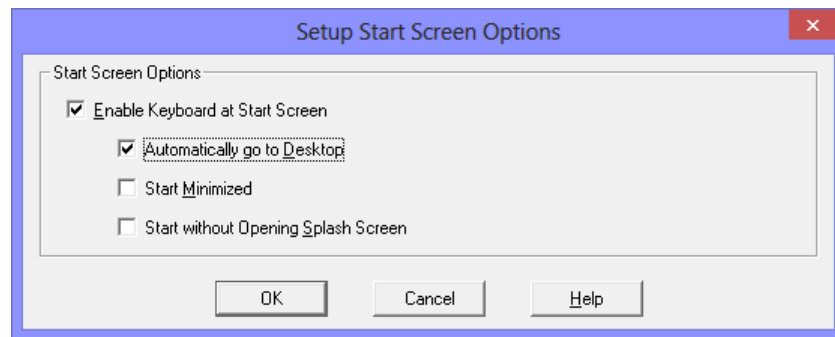 Setup Start Screen Options
Start Screen Options
Enable Keyboard at Start Screen
Automatically go to Desktop
Start Minimized
Start without Opening Splash Screen
OK Cancel Help